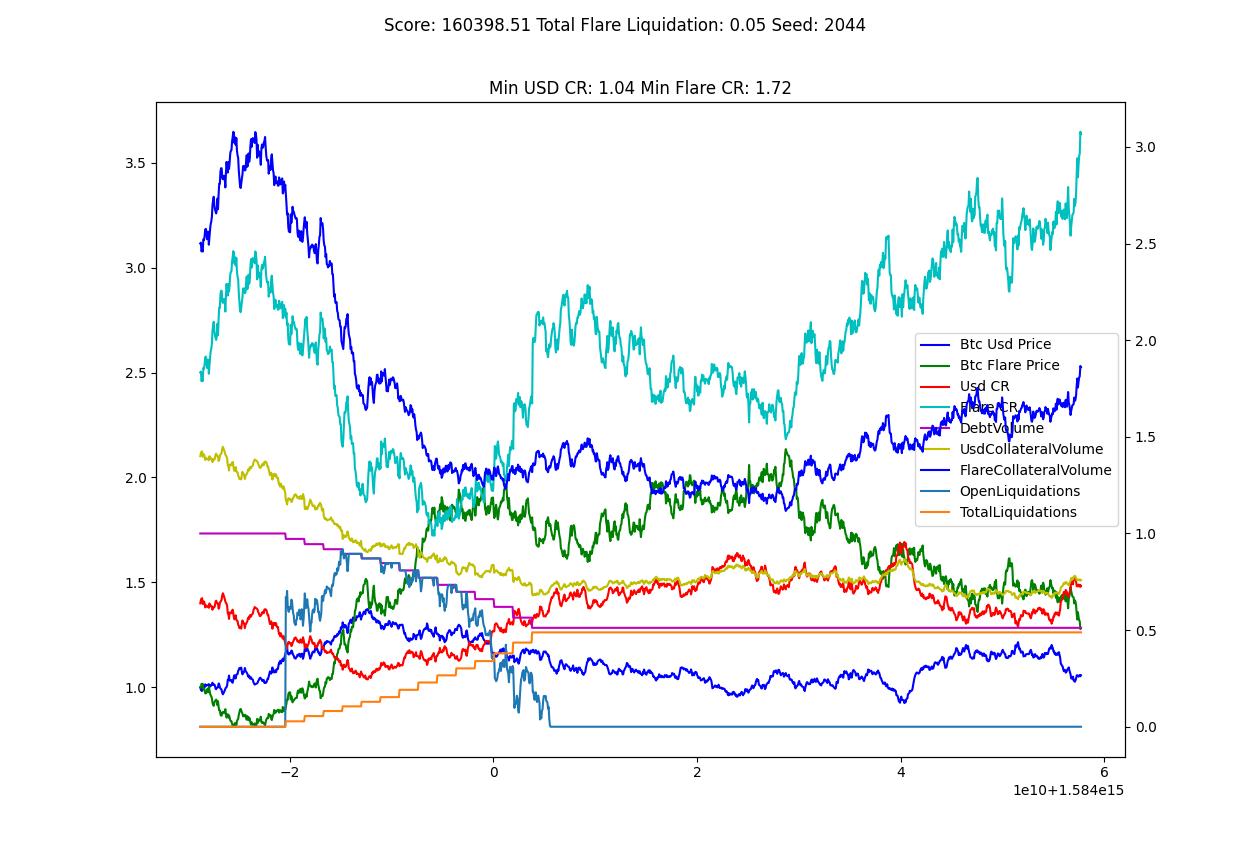 Score: 160398.51 Total Flare Liquidation: 0.05 Seed: 2044
Min USD CR: 1.04 Min Flare CR: 1.72
3.5
3.0
2.5
2.0
1.5
1.0
3.0
2.5
2.0
1.5
1.0
0.5
0.0
Btc Usd Price
Btc Flare Price
Usd CR
Flare CR
DebtVolume
UsdCollateralVolume
FlareCollateralVolume
OpenLiquidations
TotalLiquidations
−2
0
2
4
6
1e10+1.584e15